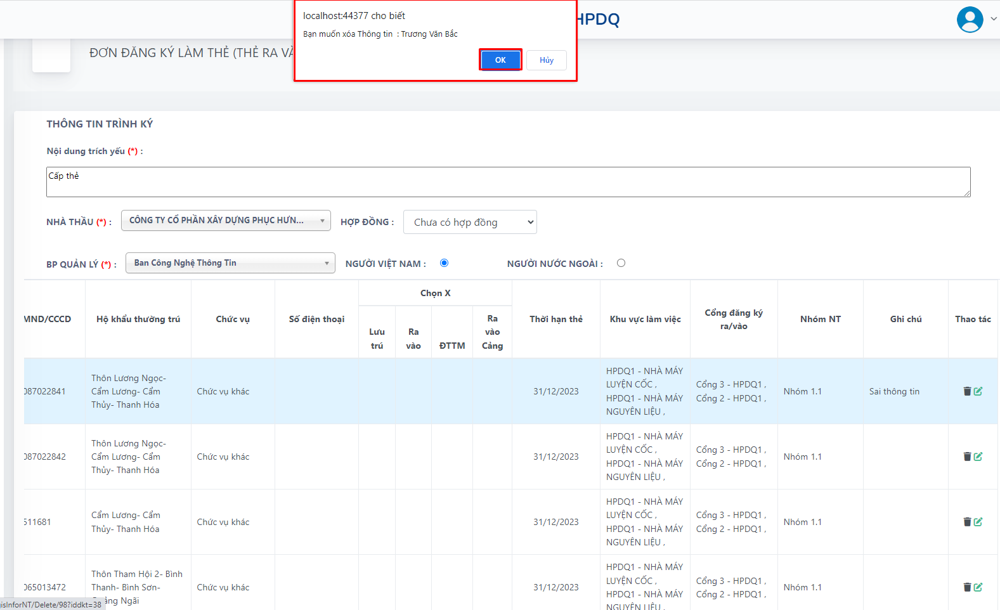 localhost:44377 cho biết
Bạn muốn xóa Thông tin : Trương Văn Bắc
OK
Hủy
HPDQ
ĐƠN ĐĂNG KÝ LÀM THẺ (THẺ RA VÀ
THÔNG TIN TRÌNH KÝ
Nội dung trích yếu (*) :
Cấp thẻ
NHÀ THẦU (*) :
CÔNG TY CỔ PHẦN XÂY DỰNG PHỤC HƯN...
HỢP ĐỒNG :
Chưa có hợp đồng
BP QUẢN LÝ (*) :
Ban Công Nghệ Thông Tin
NGƯỜI VIỆT NAM :
NGƯỜI NƯỚC NGOÀI :
MND/CCCD
Hộ khẩu thường trú
Chức vụ
Số điện thoại
Chọn X
Lưu
trú
Ra
vào
ĐTTM
Ra
vào
Cảng
Thời hạn thẻ
Khu vực làm việc
Cổng đăng ký
ra/vào
Nhóm NT
Ghi chú
Thao tác
087022841
Thôn Lương Ngọc-
Cẩm Lương- Cẩm
Thủy- Thanh Hóa
Chức vụ khác
31/12/2023
HPDQ1 - NHÀ MÁY
LUYỆN CỐC ,
HPDQ1 - NHÀ MÁY
NGUYÊN LIỆU ,
Cổng 3 - HPDQ1 ,
Cổng 2 - HPDQ1 ,
Nhóm 1.1
Sai thông tin
087022842
Thôn Lương Ngọc-
Cẩm Lương- Cẩm
Thủy- Thanh Hóa
Chức vụ khác
31/12/2023
HPDQ1 - NHÀ MÁY
LUYỆN CỐC ,
HPDQ1 - NHÀ MÁY
NGUYÊN LIỆU ,
Cổng 3 - HPDQ1 ,
Cổng 2 - HPDQ1 ,
Nhóm 1.1
511681
Cẩm Lương- Cẩm
Thủy- Thanh Hóa
Chức vụ khác
31/12/2023
HPDQ1 - NHÀ MÁY
LUYỆN CỐC ,
HPDQ1 - NHÀ MÁY
NGUYÊN LIỆU ,
Cổng 3 - HPDQ1 ,
Cổng 2 - HPDQ1 ,
Nhóm 1.1
065013472
Thôn Tham Hội 2- Bình
Thanh- Bình Sơn-
Quảng Ngãi
Chức vụ khác
31/12/2023
HPDQ1 - NHÀ MÁY
LUYỆN CỐC ,
HPDQ1 - NHÀ MÁY
NGUYÊN LIỆU ,
Cổng 3 - HPDQ1 ,
Cổng 2 - HPDQ1 ,
Nhóm 1.1
gisInforNT/Delete/98?iddkt=38